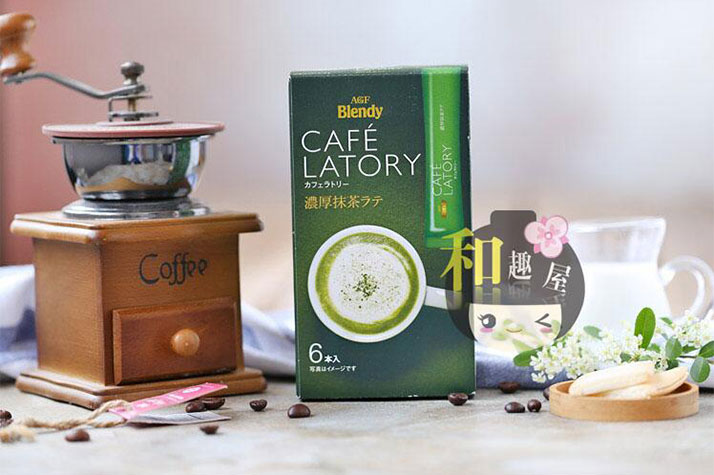 Coffee
AGF
Blendy
CAFÉ
LATORY
カフェラトリー
濃厚抹茶ラテ
6本入
写真はイメージです
CAFÉ
LATORY
和趣屋